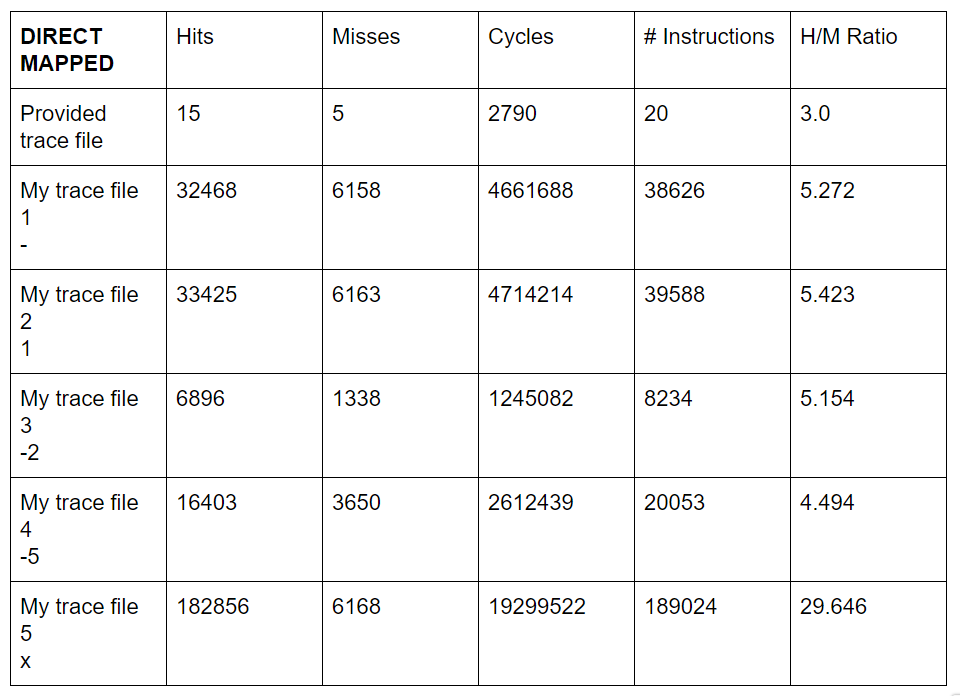 DIRECT MAPPED Hits Misses Cycles # Instructions H/M Ratio
Provided trace file 15 5 2790 20 3.0
My trace file 1 - 32468 6158 4661688 38626 5.272
My trace file 2 1 33425 6163 4714214 39588 5.423
My trace file 3 -2 6896 1338 1245082 8234 5.154
My trace file 4 -5 16403 3650 2612439 20053 4.494
My trace file 5 x 182856 6168 19299522 189024 29.646